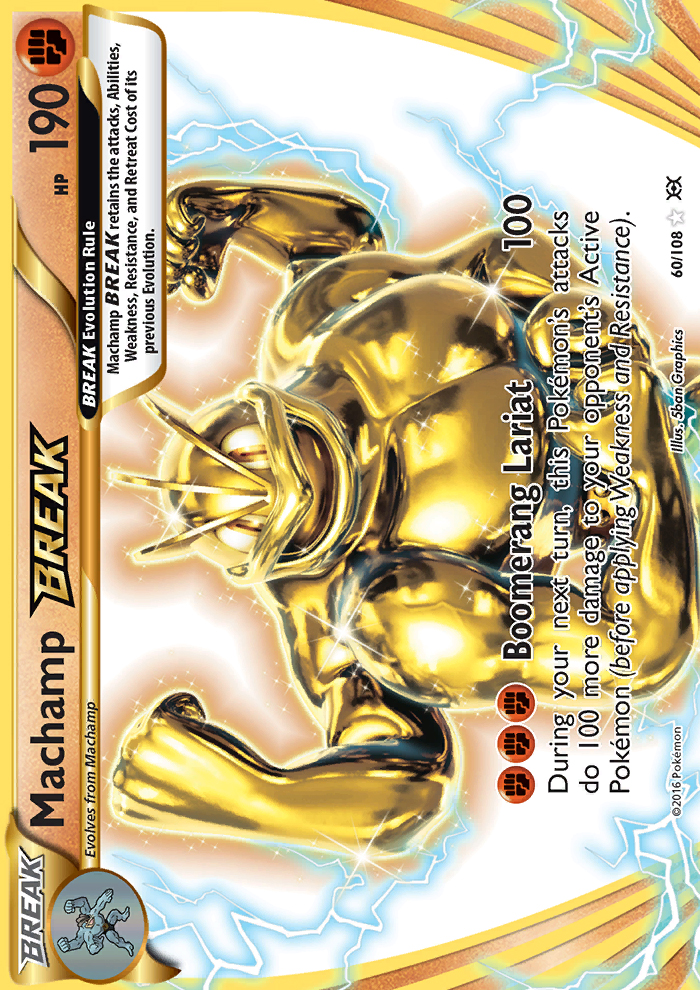 BREAK
Machamp BREAK
HP 190
Evolves from Machamp
BREAK Evolution Rule
Machamp BREAK retains the attacks, Abilities,
Weakness, Resistance, and Retreat Cost of its
previous Evolution.
Boomerang Lariat 100
During your next turn, this Pokémon's attacks
do 100 more damage to your opponent's Active
Pokémon (before applying Weakness and Resistance).
Illus. 5ban Graphics
©2016 Pokémon
60/108